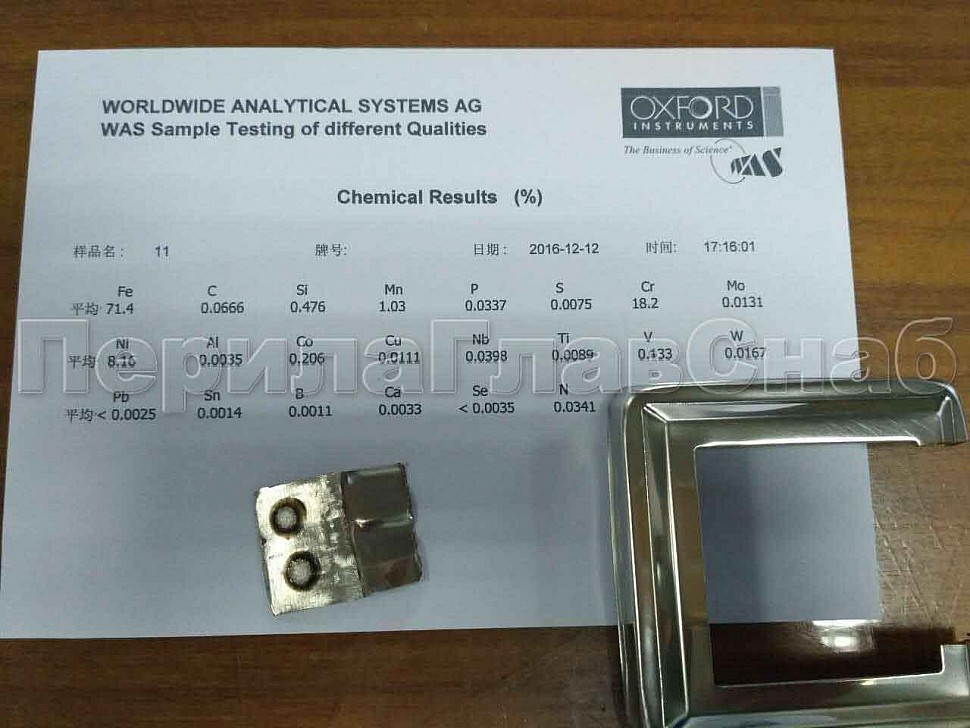 WORLDWIDE ANALYTICAL SYSTEMS AG
WAS Sample Testing of different Qualities
OXFORD
INSTRUMENTS
The Business of Science®
WAS
Chemical Results (%)
样品名: 11 牌号: 日期: 2016-12-12 时间: 17:16:01
Fe C Si Mn P S Cr Mo
平均 71.4 0.0666 0.476 1.03 0.0337 0.0075 18.2 0.0131
Ni Al Co Cu Nb Ti V W
平均 8.16 0.0035 0.206 0.0111 0.0398 0.0089 0.133 0.0167
ПерилаГлавСнаб
Pb Sn B Ca Se N
平均 < 0.0025 0.0014 0.0011 0.0033 < 0.0035 0.0341